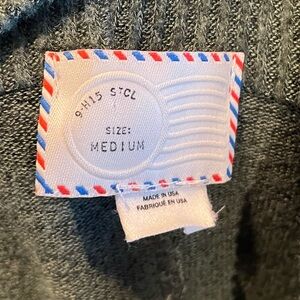 9-H15 STCL
SIZE:
MEDIUM
MADE IN USA
FABRIQUÉ EN USA